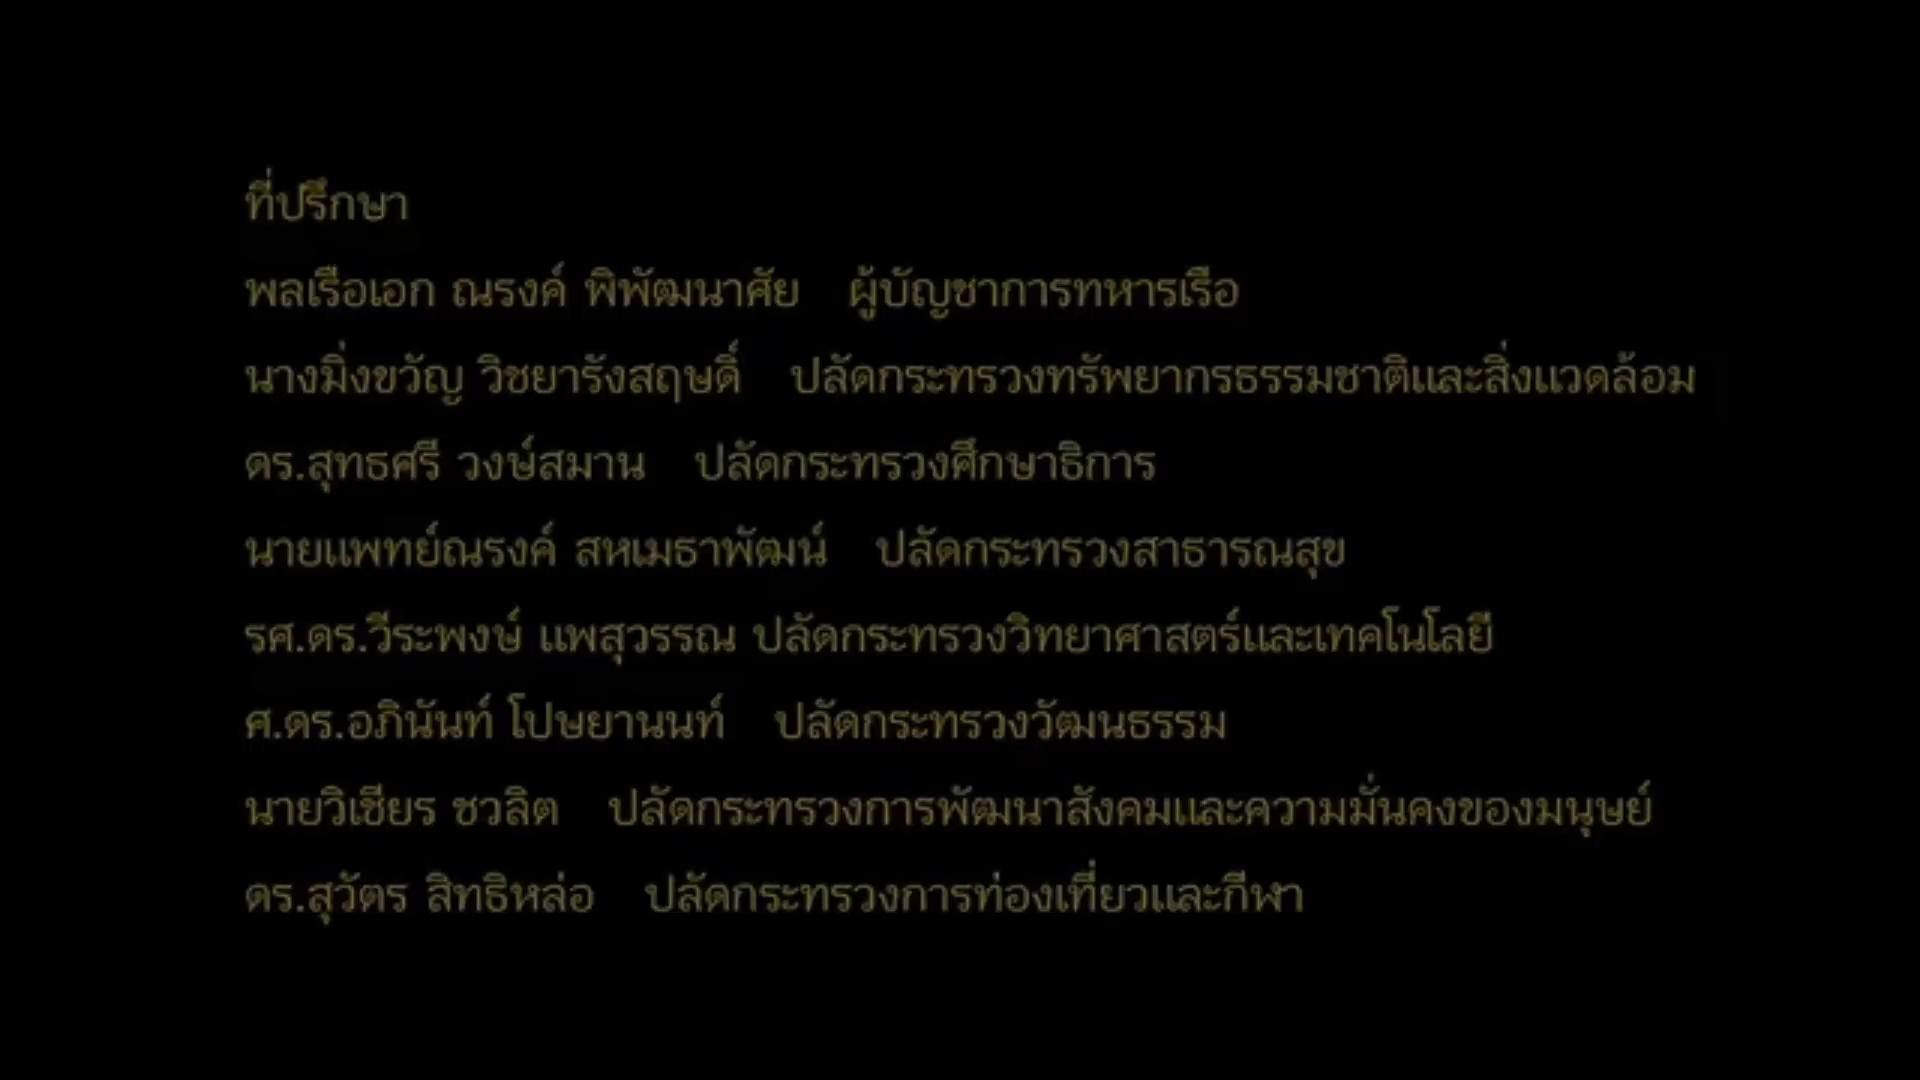 ที่ปรึกษา
พลเรือเอก ณรงค์ พิพัฒนาศัย ผู้บัญชาการทหารเรือ
นางมิ่งขวัญ วิชยารังสฤษดิ์ ปลัดกระทรวงทรัพยากรธรรมชาติและสิ่งแวดล้อม
ดร.สุทธศรี วงษ์สมาน ปลัดกระทรวงศึกษาธิการ
นายแพทย์ณรงค์ สหเมธาพัฒน์ ปลัดกระทรวงสาธารณสุข
รศ.ดร.วีระพงษ์ แพสุวรรณ ปลัดกระทรวงวิทยาศาสตร์และเทคโนโลยี
ศ.ดร.อภินันท์ โปษยานนท์ ปลัดกระทรวงวัฒนธรรม
นายวิเชียร ชวลิต ปลัดกระทรวงการพัฒนาสังคมและความมั่นคงของมนุษย์
ดร.สุวัตร สิทธิหล่อ ปลัดกระทรวงการท่องเที่ยวและกีฬา